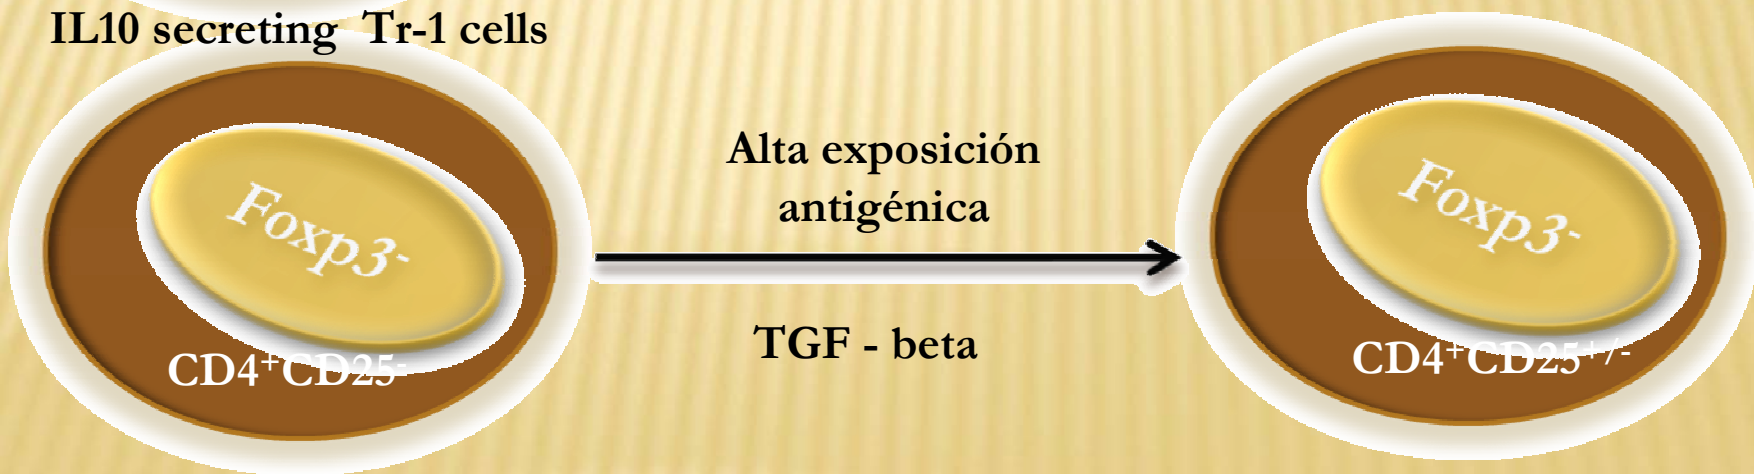 IL10 secreting Tr-1 cells
Alta exposición
antigénica
TGF - beta
Foxp3⁻
CD4⁺CD25⁻
Foxp3⁻
CD4⁺CD25⁺/⁻